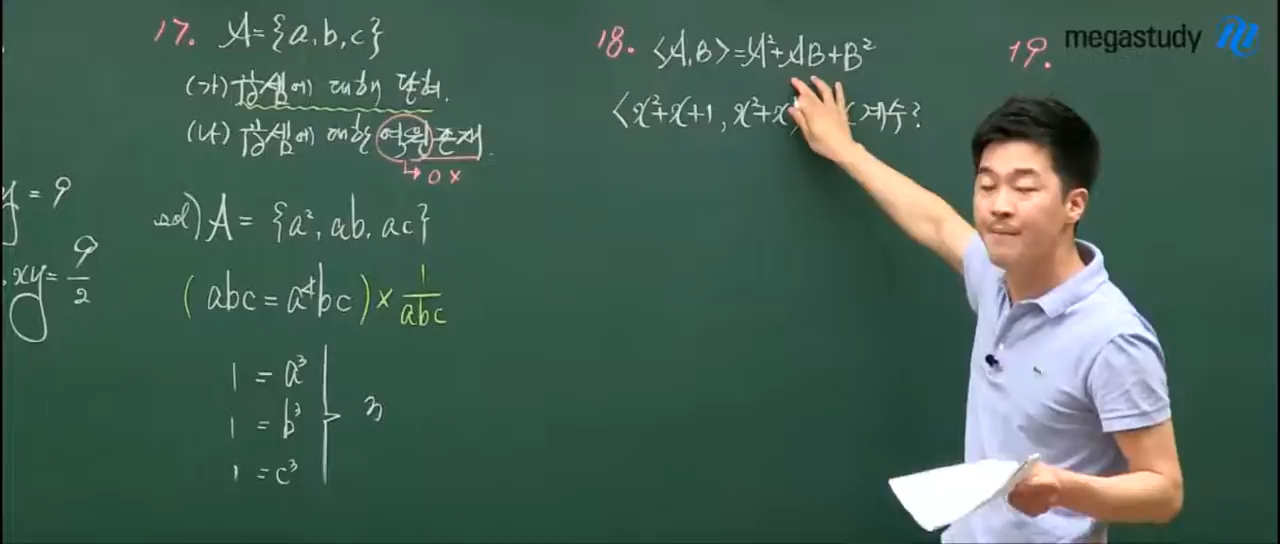 y = 9
xy = 9/2
17. A = {a, b, c}
(가) 곱셈에 대하여 닫혀.
(나) 곱셈에 대한 역원 존재.
↳ 0 ×
sol) A = {a², ab, ac}
(abc = a⁴bc) × 1/abc
1 = a³
1 = b³
1 = c³
3
18. <A, B> = A² + AB + B²
<x²+x+1, x²+x 계수?
19.
megastudy